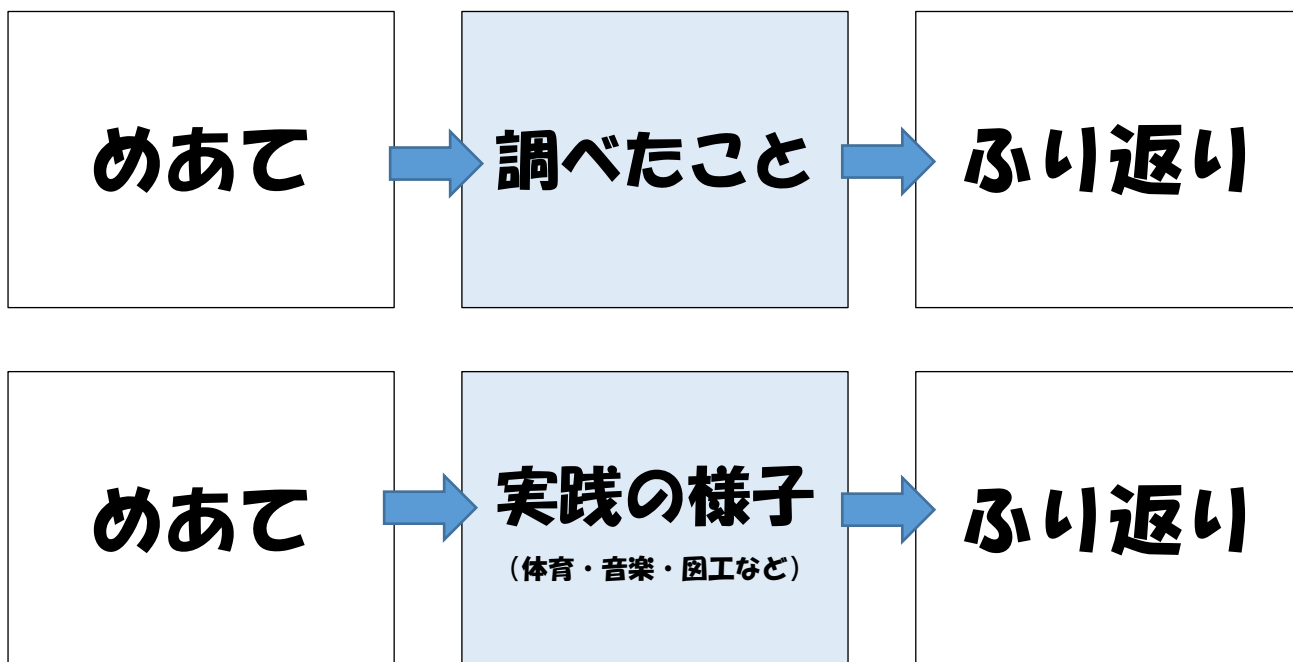 めあて
調べたこと
ふり返り
めあて
実践の様子
（体育・音楽・図工など）
ふり返り